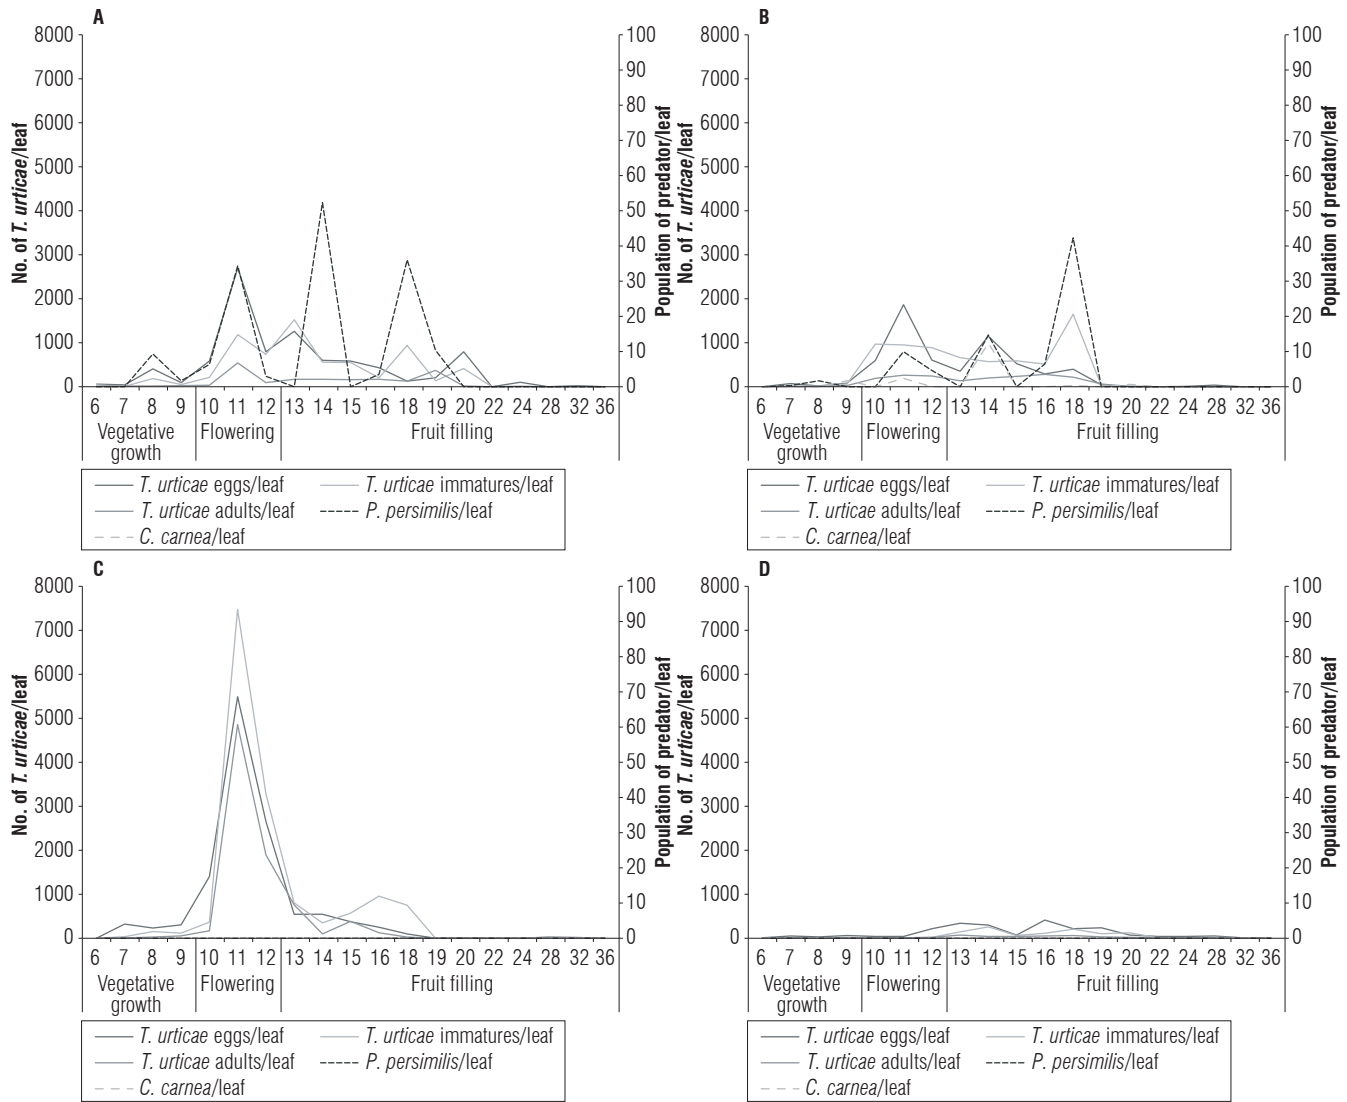 A
8000
7000
6000
5000
4000
3000
2000
1000
0
No. of T. urticae/leaf
100
90
80
70
60
50
40
30
20
10
0
Population of predator/leaf
6 7 8 9 10 11 12 13 14 15 16 18 19 20 22 24 28 32 36
Vegetative growth
Flowering
Fruit filling
T. urticae eggs/leaf
T. urticae immatures/leaf
T. urticae adults/leaf
P. persimilis/leaf
C. carnea/leaf
B
8000
7000
6000
5000
4000
3000
2000
1000
0
No. of T. urticae/leaf
100
90
80
70
60
50
40
30
20
10
0
Population of predator/leaf
6 7 8 9 10 11 12 13 14 15 16 18 19 20 22 24 28 32 36
Vegetative growth
Flowering
Fruit filling
T. urticae eggs/leaf
T. urticae immatures/leaf
T. urticae adults/leaf
P. persimilis/leaf
C. carnea/leaf
C
8000
7000
6000
5000
4000
3000
2000
1000
0
No. of T. urticae/leaf
100
90
80
70
60
50
40
30
20
10
0
Population of predator/leaf
6 7 8 9 10 11 12 13 14 15 16 18 19 20 22 24 28 32 36
Vegetative growth
Flowering
Fruit filling
T. urticae eggs/leaf
T. urticae immatures/leaf
T. urticae adults/leaf
P. persimilis/leaf
C. carnea/leaf
D
8000
7000
6000
5000
4000
3000
2000
1000
0
No. of T. urticae/leaf
100
90
80
70
60
50
40
30
20
10
0
Population of predator/leaf
6 7 8 9 10 11 12 13 14 15 16 18 19 20 22 24 28 32 36
Vegetative growth
Flowering
Fruit filling
T. urticae eggs/leaf
T. urticae immatures/leaf
T. urticae adults/leaf
P. persimilis/leaf
C. carnea/leaf